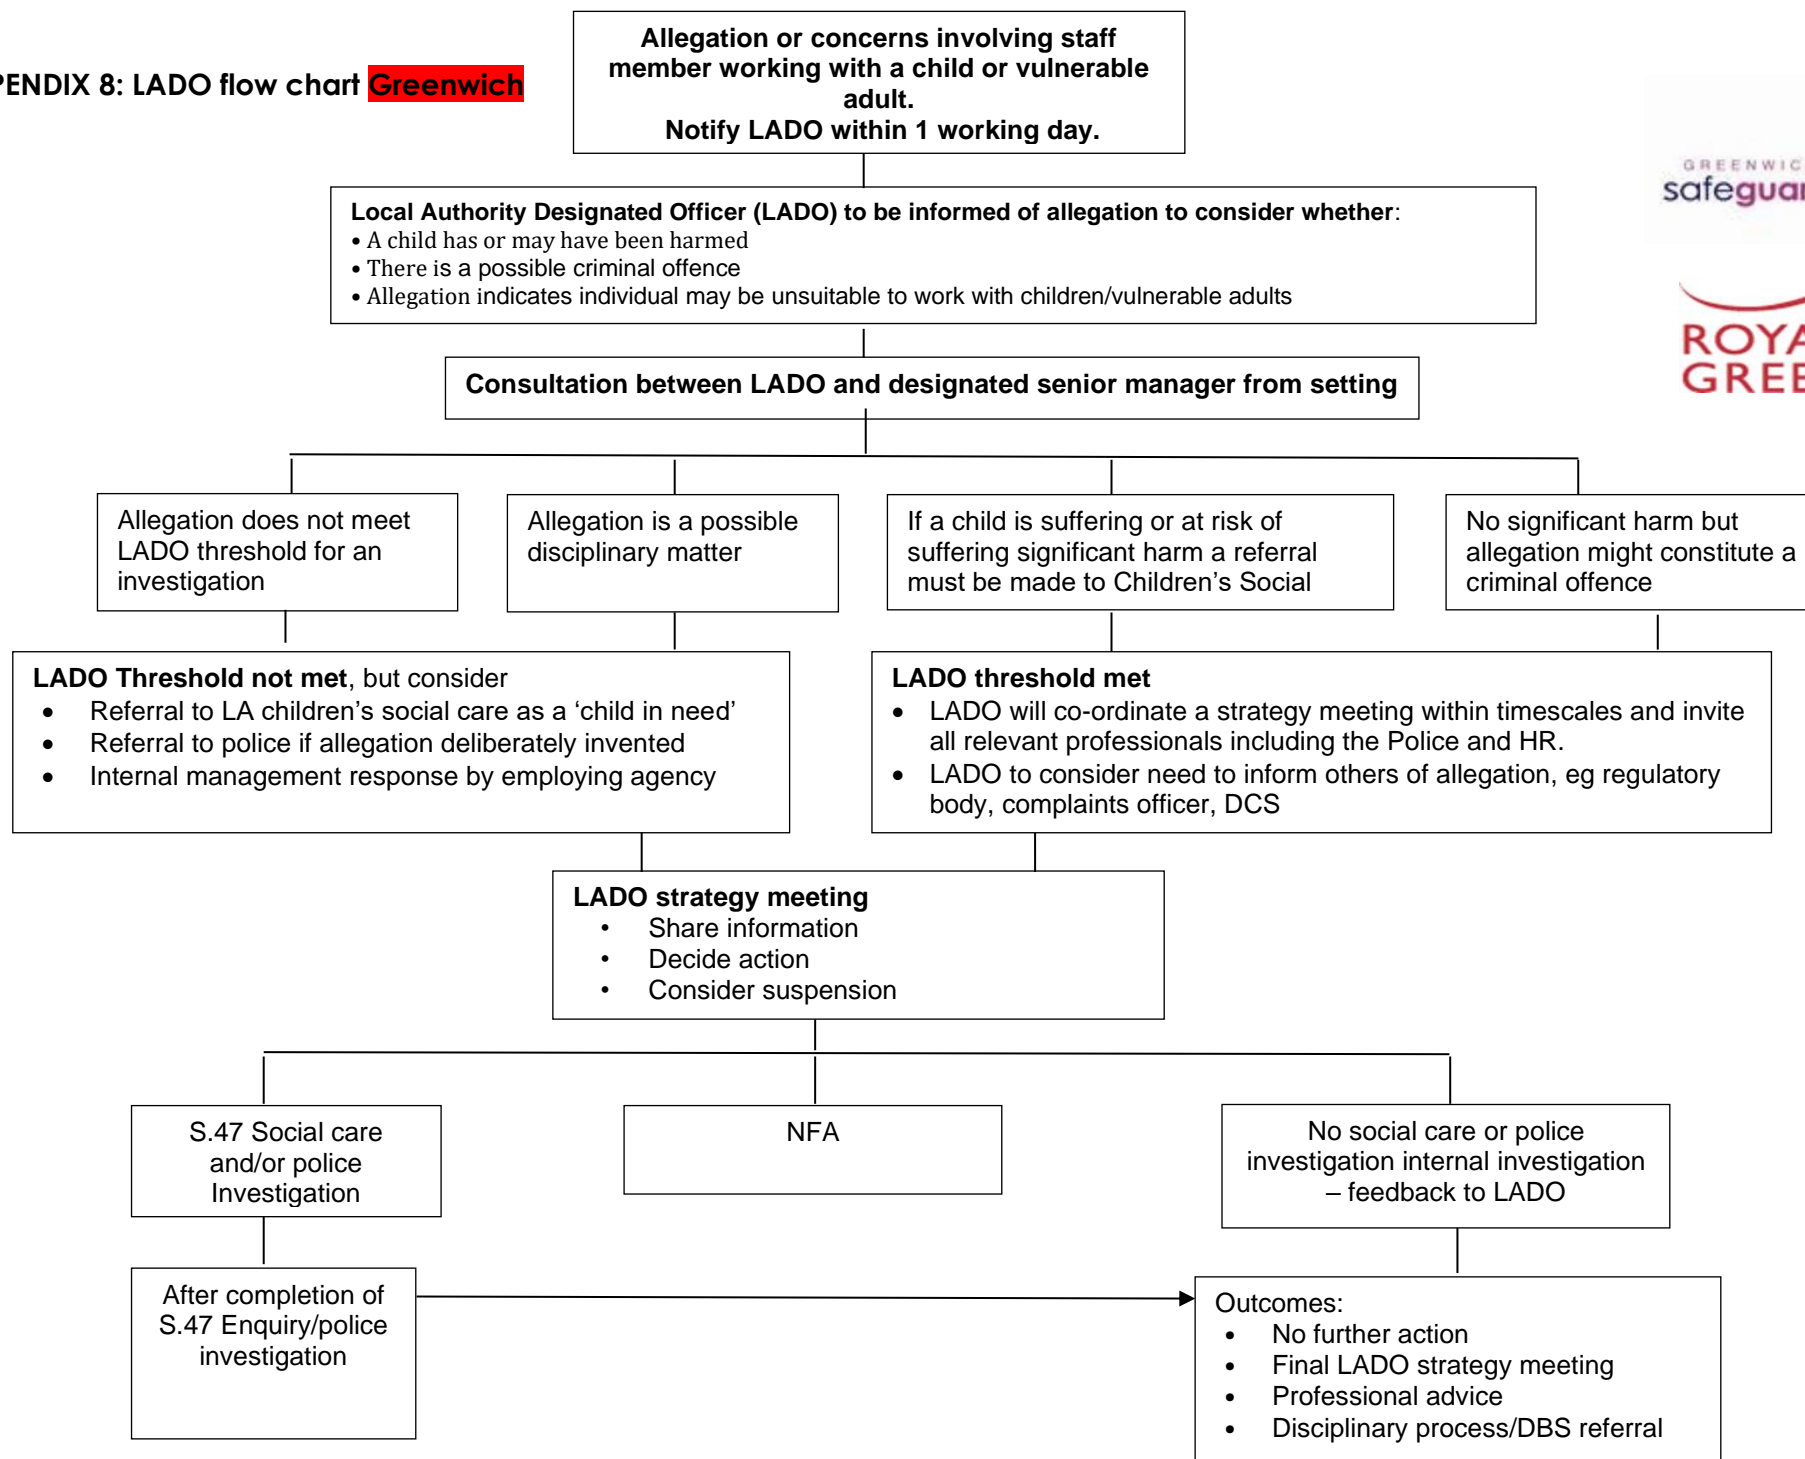 Allegation or concerns involving staff
member working with a child or vulnerable
adult.
Notify LADO within 1 working day.
PENDIX 8: LADO flow chart Greenwich
GREENWIC
safeguar
ROYA
GREE
Local Authority Designated Officer (LADO) to be informed of allegation to consider whether:
• A child has or may have been harmed
• There is a possible criminal offence
• Allegation indicates individual may be unsuitable to work with children/vulnerable adults
Consultation between LADO and designated senior manager from setting
Allegation does not meet
LADO threshold for an
investigation
Allegation is a possible
disciplinary matter
If a child is suffering or at risk of
suffering significant harm a referral
must be made to Children’s Social
No significant harm but
allegation might constitute a
criminal offence
LADO Threshold not met, but consider
• Referral to LA children’s social care as a ‘child in need’
• Referral to police if allegation deliberately invented
• Internal management response by employing agency
LADO threshold met
• LADO will co-ordinate a strategy meeting within timescales and invite
all relevant professionals including the Police and HR.
• LADO to consider need to inform others of allegation, eg regulatory
body, complaints officer, DCS
LADO strategy meeting
• Share information
• Decide action
• Consider suspension
S.47 Social care
and/or police
Investigation
NFA
No social care or police
investigation internal investigation
– feedback to LADO
After completion of
S.47 Enquiry/police
investigation
Outcomes:
• No further action
• Final LADO strategy meeting
• Professional advice
• Disciplinary process/DBS referral